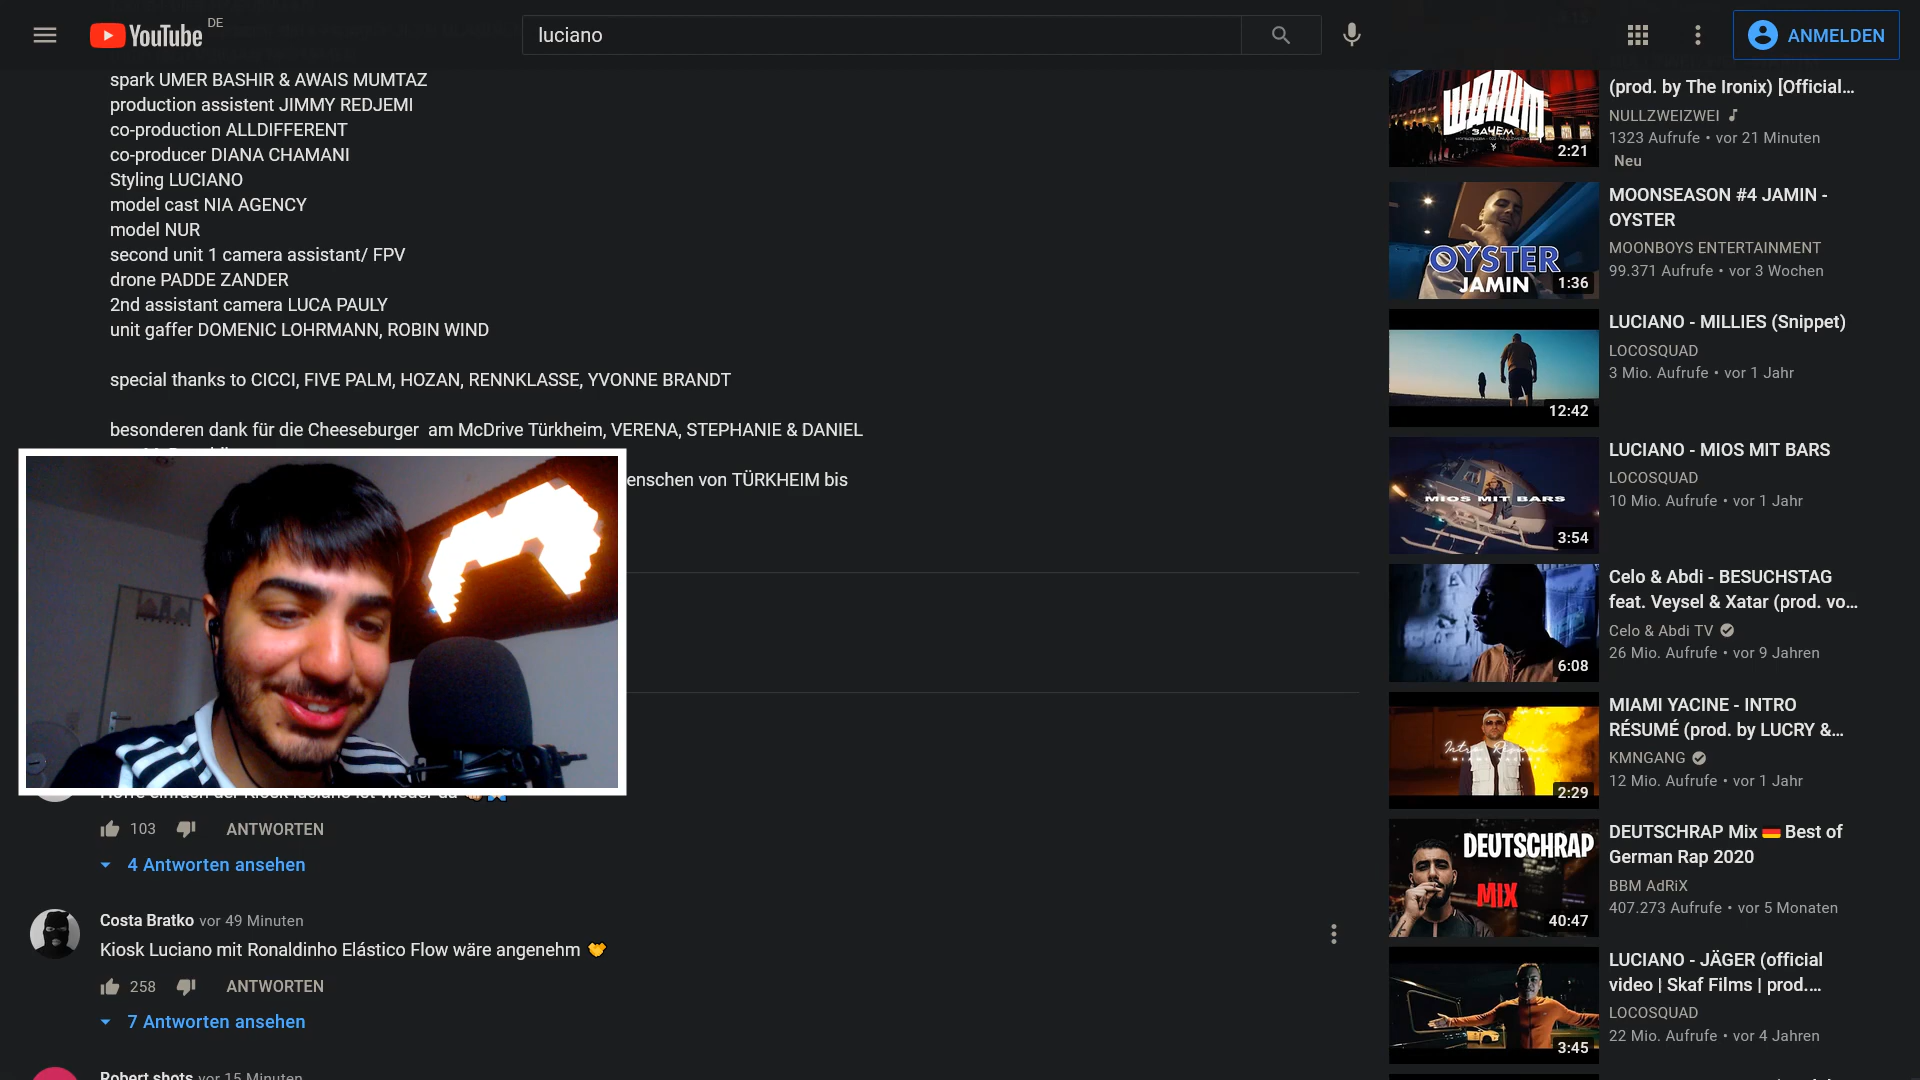 YouTube DE
luciano
ANMELDEN
spark UMER BASHIR & AWAIS MUMTAZ
production assistent JIMMY REDJEMI
co-production ALLDIFFERENT
co-producer DIANA CHAMANI
Styling LUCIANO
model cast NIA AGENCY
model NUR
second unit 1 camera assistant/ FPV
drone PADDE ZANDER
2nd assistant camera LUCA PAULY
unit gaffer DOMENIC LOHRMANN, ROBIN WIND
special thanks to CICCI, FIVE PALM, HOZAN, RENNKLASSE, YVONNE BRANDT
besonderen dank für die Cheeseburger am McDrive Türkheim, VERENA, STEPHANIE & DANIEL
enschen von TÜRKHEIM bis
103
ANTWORTEN
4 Antworten ansehen
Costa Bratko vor 49 Minuten
Kiosk Luciano mit Ronaldinho Elástico Flow wäre angenehm
258
ANTWORTEN
7 Antworten ansehen
Robert shots vor 15 Minuten
ЗАЧЕМ
2:21
(prod. by The Ironix) [Official...
NULLZWEIZWEI
1323 Aufrufe • vor 21 Minuten
Neu
OYSTER
JAMIN
1:36
MOONSEASON #4 JAMIN -
OYSTER
MOONBOYS ENTERTAINMENT
99.371 Aufrufe • vor 3 Wochen
12:42
LUCIANO - MILLIES (Snippet)
LOCOSQUAD
3 Mio. Aufrufe • vor 1 Jahr
MIOS MIT BARS
3:54
LUCIANO - MIOS MIT BARS
LOCOSQUAD
10 Mio. Aufrufe • vor 1 Jahr
6:08
Celo & Abdi - BESUCHSTAG
feat. Veysel & Xatar (prod. vo...
Celo & Abdi TV
26 Mio. Aufrufe • vor 9 Jahren
Intro Résumé
MIAMI YACINE
2:29
MIAMI YACINE - INTRO
RÉSUMÉ (prod. by LUCRY &...
KMNGANG
12 Mio. Aufrufe • vor 1 Jahr
DEUTSCHRAP
MIX
40:47
DEUTSCHRAP Mix Best of
German Rap 2020
BBM AdRiX
407.273 Aufrufe • vor 5 Monaten
3:45
LUCIANO - JÄGER (official
video | Skaf Films | prod....
LOCOSQUAD
22 Mio. Aufrufe • vor 4 Jahren